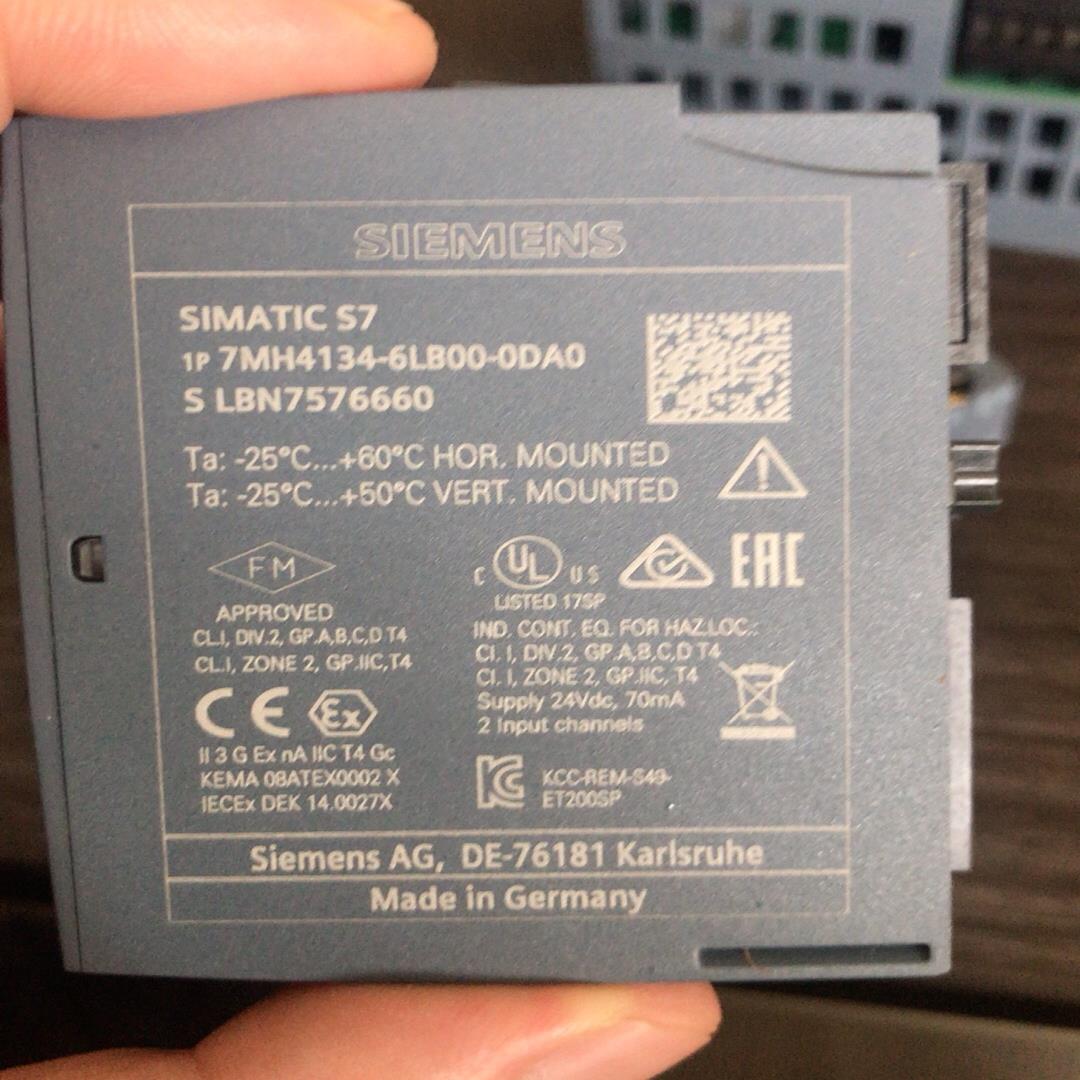 SIEMENS
SIMATIC S7
1P 7MH4134-6LB00-0DA0
S LBN7576660
Ta: -25°C...+60°C HOR. MOUNTED
Ta: -25°C...+50°C VERT. MOUNTED
FM
APPROVED
CL.I, DIV.2, GP.A,B,C,D T4
CL.I, ZONE 2, GP.IIC,T4
CE Ex
II 3 G Ex nA IIC T4 Gc
KEMA 08ATEX0002 X
IECEx DEK 14.0027X
C UL US EAC
LISTED 17SP
IND. CONT. EQ. FOR HAZ.LOC.:
Cl. I, DIV.2, GP.A,B,C,D T4
Cl. I, ZONE 2, GP.IIC, T4
Supply 24Vdc, 70mA
2 Input channels
KCC-REM-S49-
ET200SP
Siemens AG, DE-76181 Karlsruhe
Made in Germany